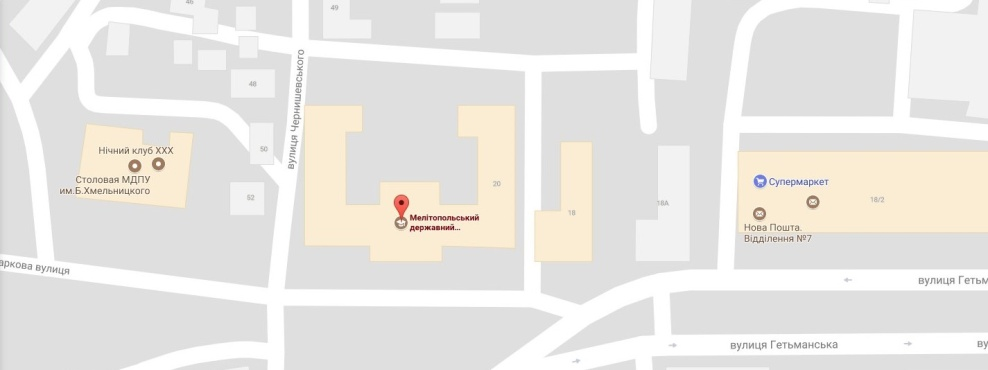 46
49
48
вулиця Чернишевського
50
Нічний клуб XXX
Столовая МДПУ
им.Б.Хмельницкого
52
20
Мелітопольський
державний...
18
18А
Супермаркет
18/2
Нова Пошта.
Відділення №7
аркова вулиця
вулиця Гетьм
вулиця Гетьманська
ву